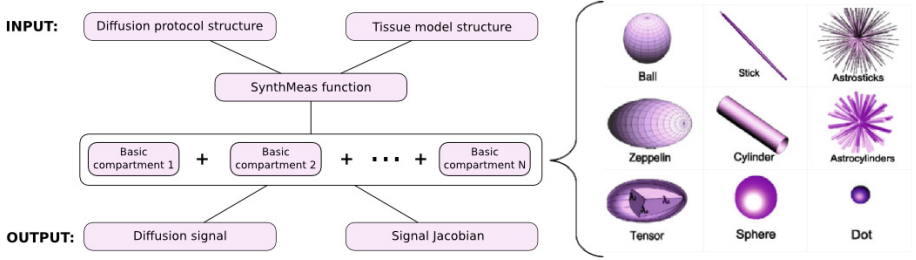 INPUT:
Diffusion protocol structure
Tissue model structure
SynthMeas function
Basic
compartment 1
+
Basic
compartment 2
+ ··· +
Basic
compartment N
OUTPUT:
Diffusion signal
Signal Jacobian
Ball
Stick
Astrosticks
Zeppelin
Cylinder
Astrocylinders
Tensor
Sphere
Dot